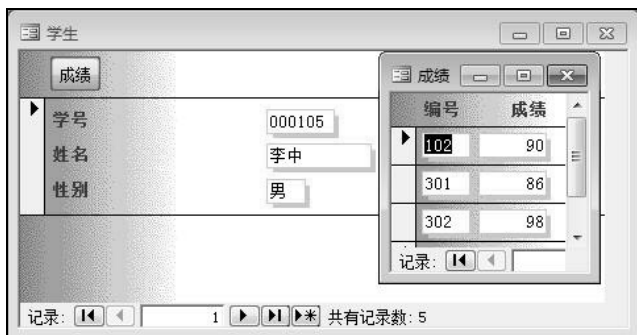 学生
成绩
学号 000105
姓名 李中
性别 男
记录: 1 共有记录数: 5
成绩
编号 成绩
102 90
301 86
302 98
记录: